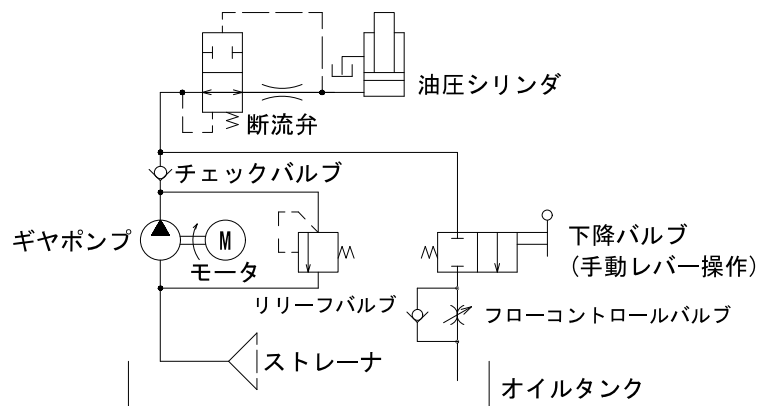 油圧シリンダ
断流弁
チェックバルブ
ギヤポンプ
M
モータ
下降バルブ
(手動レバー操作)
リリーフバルブ
フローコントロールバルブ
ストレーナ
オイルタンク